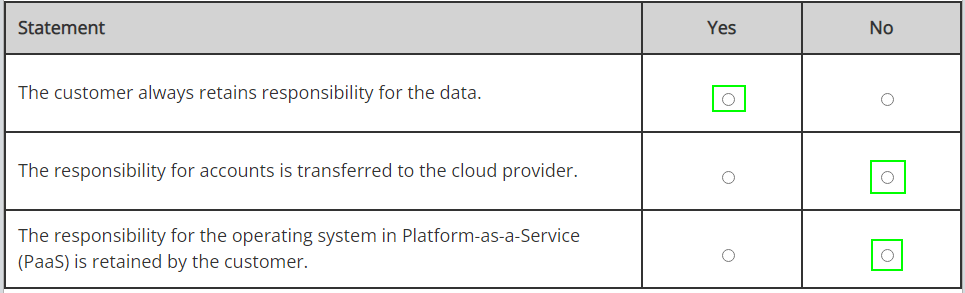 Statement Yes No
The customer always retains responsibility for the data.
The responsibility for accounts is transferred to the cloud provider.
The responsibility for the operating system in Platform-as-a-Service
(PaaS) is retained by the customer.